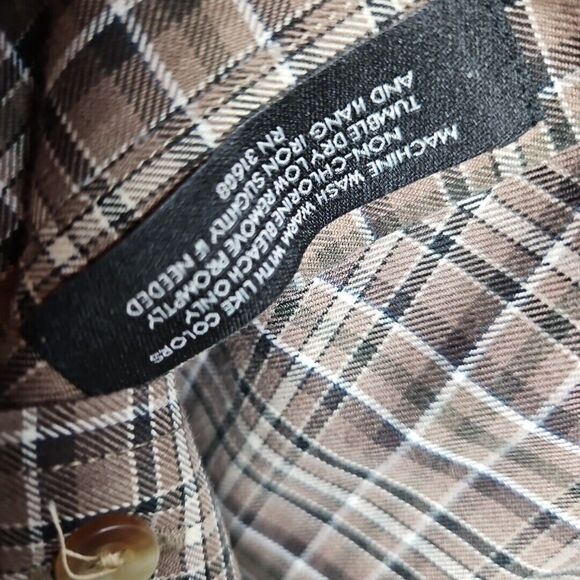 MACHINE WASH WARM WITH LIKE COLORS
NON-CHLORINE BLEACH ONLY
TUMBLE DRY LOW REMOVE PROMPTLY
AND HANG IRON SLIGHTLY IF NEEDED
RN 31688